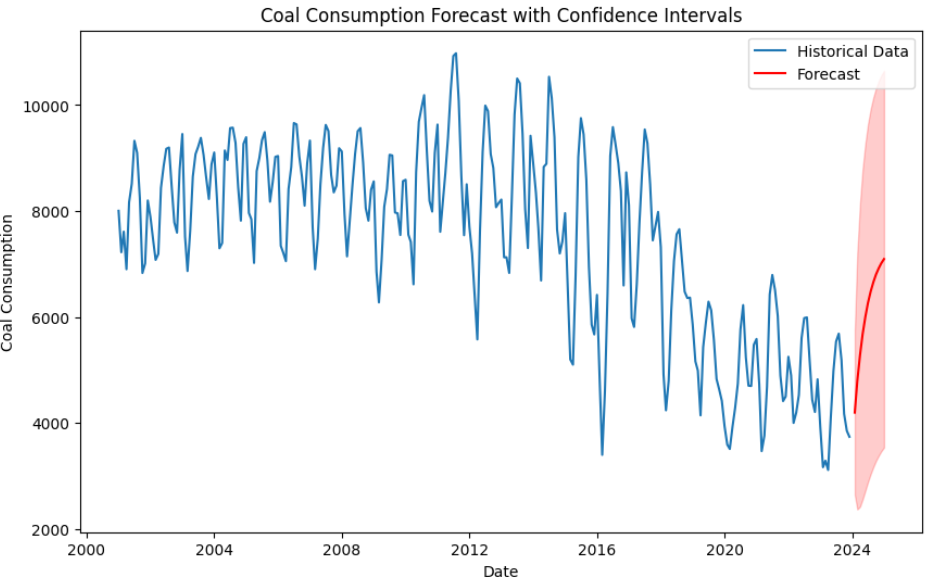 Coal Consumption Forecast with Confidence Intervals
Historical Data
Forecast
10000
8000
6000
4000
2000
Coal Consumption
2000 2004 2008 2012 2016 2020 2024
Date